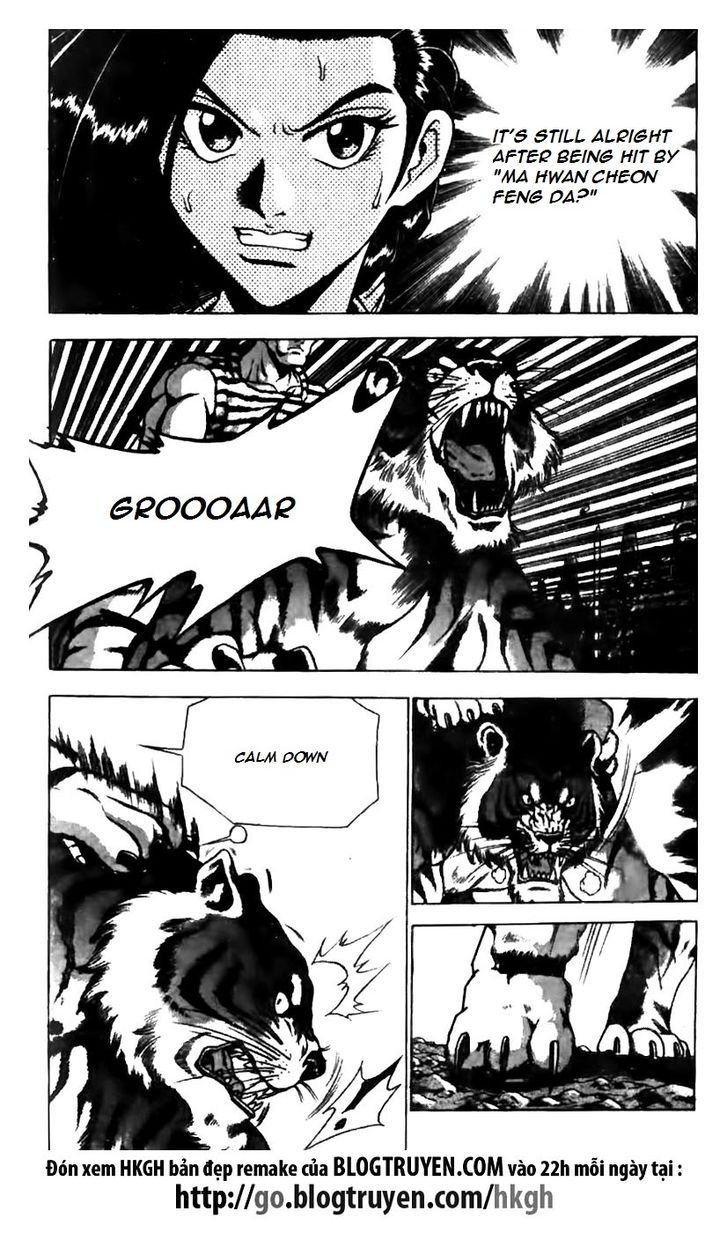 IT'S STILL ALRIGHT
AFTER BEING HIT BY
"MA HWAN CHEON
FENG DA?"
GROOOAAR
CALM DOWN
Đón xem HKGH bản đẹp remake của BLOGTRUYEN.COM vào 22h mỗi ngày tại :
http://go.blogtruyen.com/hkgh